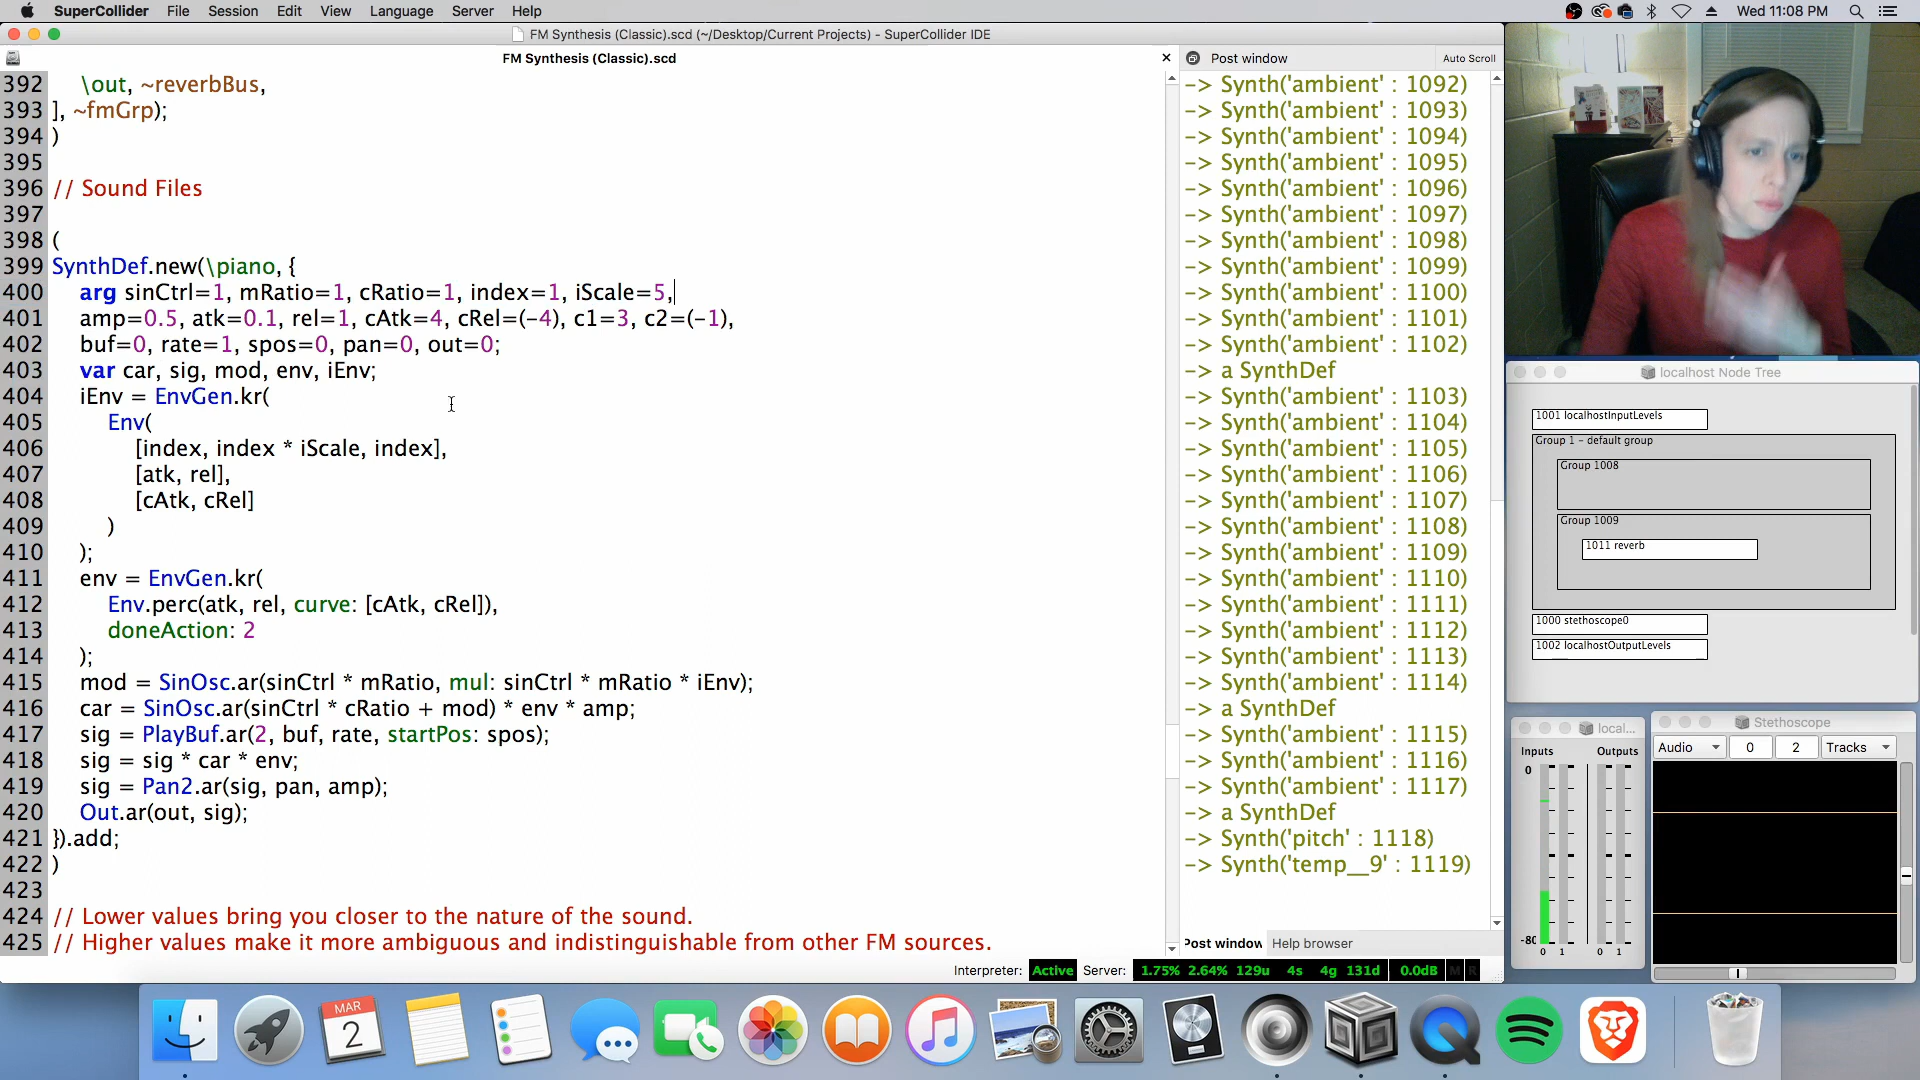 SuperCollider File Session Edit View Language Server Help
Wed 11:08 PM
FM Synthesis (Classic).scd (~/Desktop/Current Projects) - SuperCollider IDE
FM Synthesis (Classic).scd
392 \out, ~reverbBus,
393 ], ~fmGrp);
394 )
395
396 // Sound Files
397
398 (
399 SynthDef.new(\piano, {
400 arg sinCtrl=1, mRatio=1, cRatio=1, index=1, iScale=5,
401 amp=0.5, atk=0.1, rel=1, cAtk=4, cRel=(-4), c1=3, c2=(-1),
402 buf=0, rate=1, spos=0, pan=0, out=0;
403 var car, sig, mod, env, iEnv;
404 iEnv = EnvGen.kr(
405 Env(
406 [index, index * iScale, index],
407 [atk, rel],
408 [cAtk, cRel]
409 )
410 );
411 env = EnvGen.kr(
412 Env.perc(atk, rel, curve: [cAtk, cRel]),
413 doneAction: 2
414 );
415 mod = SinOsc.ar(sinCtrl * mRatio, mul: sinCtrl * mRatio * iEnv);
416 car = SinOsc.ar(sinCtrl * cRatio + mod) * env * amp;
417 sig = PlayBuf.ar(2, buf, rate, startPos: spos);
418 sig = sig * car * env;
419 sig = Pan2.ar(sig, pan, amp);
420 Out.ar(out, sig);
421 }).add;
422 )
423
424 // Lower values bring you closer to the nature of the sound.
425 // Higher values make it more ambiguous and indistinguishable from other FM sources.
Post window
Auto Scroll
-> Synth('ambient' : 1092)
-> Synth('ambient' : 1093)
-> Synth('ambient' : 1094)
-> Synth('ambient' : 1095)
-> Synth('ambient' : 1096)
-> Synth('ambient' : 1097)
-> Synth('ambient' : 1098)
-> Synth('ambient' : 1099)
-> Synth('ambient' : 1100)
-> Synth('ambient' : 1101)
-> Synth('ambient' : 1102)
-> a SynthDef
-> Synth('ambient' : 1103)
-> Synth('ambient' : 1104)
-> Synth('ambient' : 1105)
-> Synth('ambient' : 1106)
-> Synth('ambient' : 1107)
-> Synth('ambient' : 1108)
-> Synth('ambient' : 1109)
-> Synth('ambient' : 1110)
-> Synth('ambient' : 1111)
-> Synth('ambient' : 1112)
-> Synth('ambient' : 1113)
-> Synth('ambient' : 1114)
-> a SynthDef
-> Synth('ambient' : 1115)
-> Synth('ambient' : 1116)
-> Synth('ambient' : 1117)
-> a SynthDef
-> Synth('pitch' : 1118)
-> Synth('temp__9' : 1119)
Post window
Help browser
Interpreter: Active Server: 1.75% 2.64% 129u 4s 4g 131d 0.0dB M R
localhost Node Tree
1001 localhostInputLevels
Group 1 - default group
Group 1008
Group 1009
1011 reverb
1000 stethoscope0
1002 localhostOutputLevels
local...
Inputs Outputs
0
-80
0 1 0 1
Stethoscope
Audio 0 2 Tracks
MAR
2